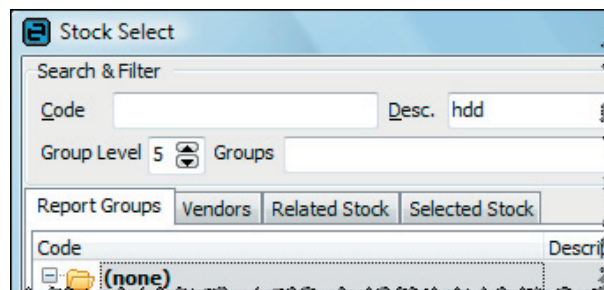 Stock Select
Search & Filter
Code Desc. hdd
Group Level 5 Groups
Report Groups Vendors Related Stock Selected Stock
Code
(none)